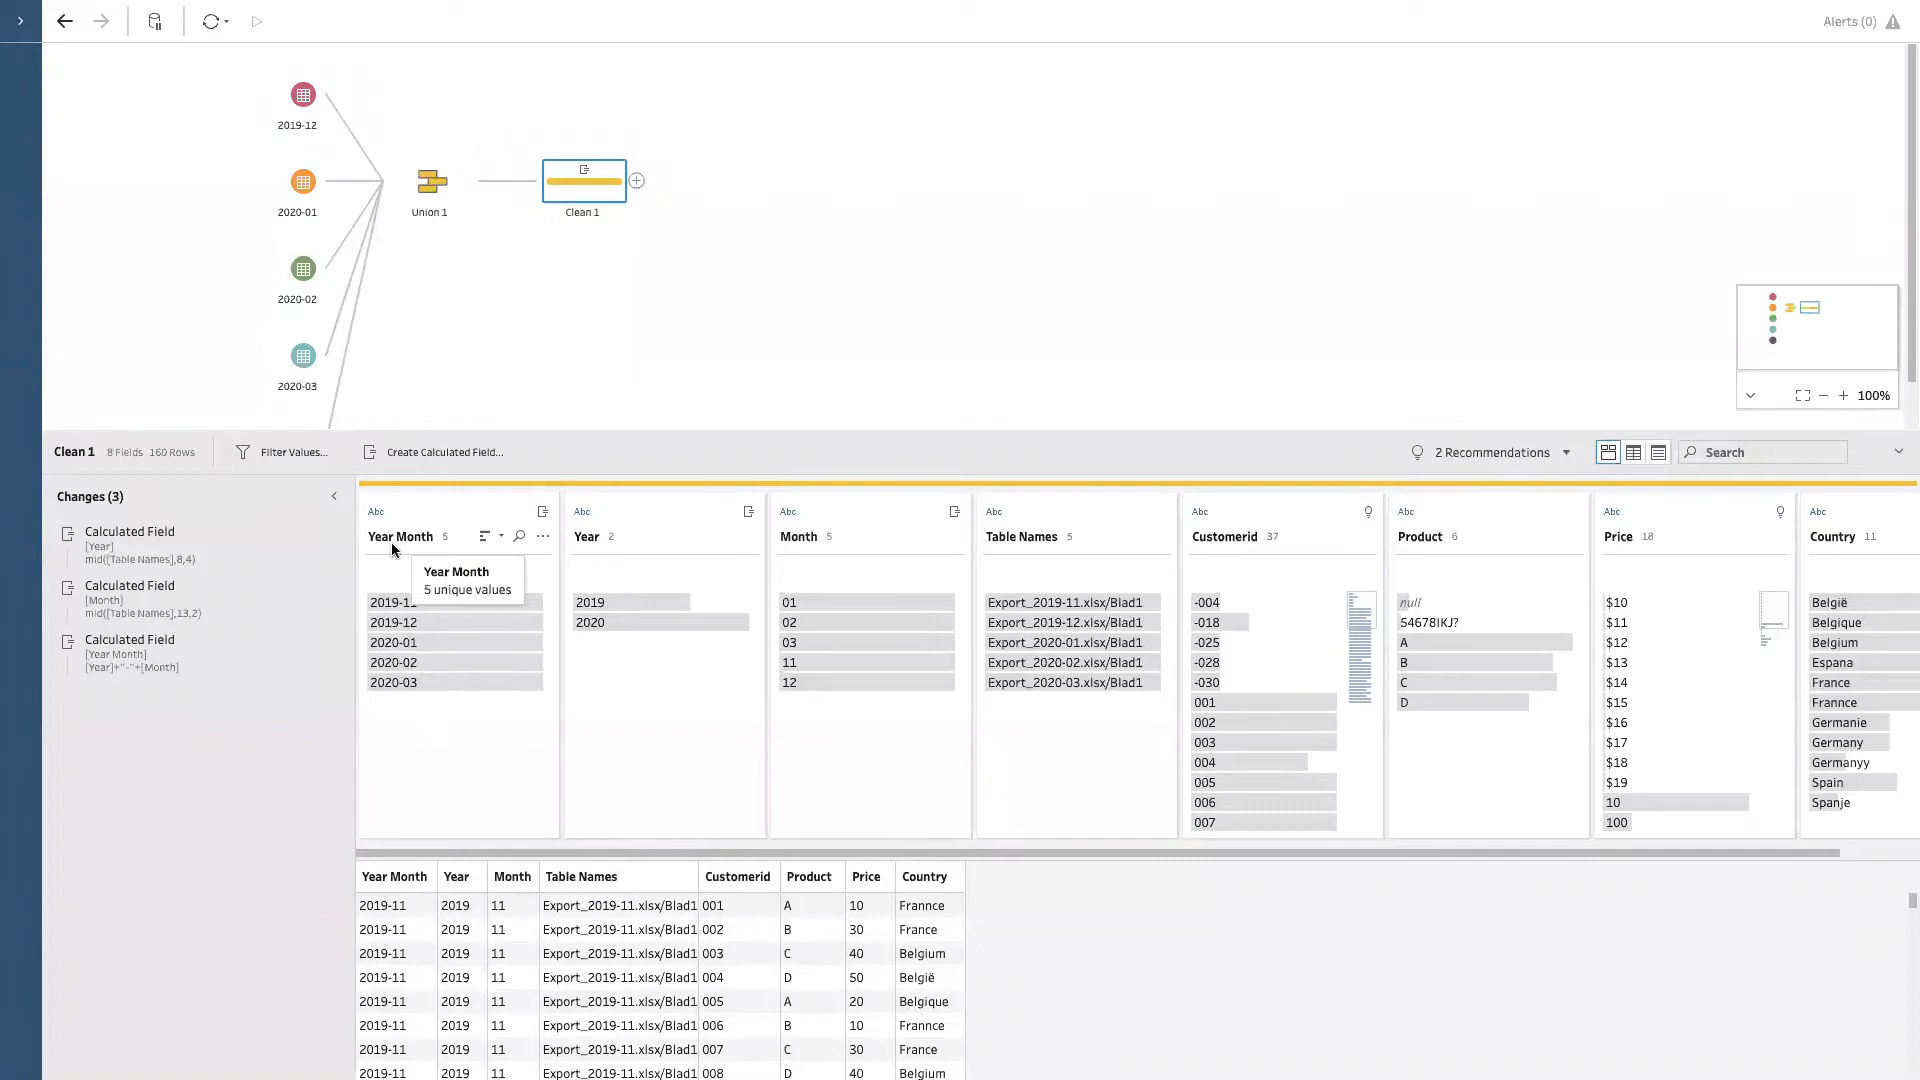 Alerts (0)
2019-12
2020-01
2020-02
2020-03
Union 1
Clean 1
100%
Clean 1 8 Fields 160 Rows
Filter Values...
Create Calculated Field...
2 Recommendations
Search
Changes (3)
Calculated Field
[Year]
mid([Table Names],8,4)
Calculated Field
[Month]
mid([Table Names],13,2)
Calculated Field
[Year Month]
[Year]+"-"+[Month]
Abc
Year Month 5
Year Month
5 unique values
2019-11
2019-12
2020-01
2020-02
2020-03
Abc
Year 2
2019
2020
Abc
Month 5
01
02
03
11
12
Abc
Table Names 5
Export_2019-11.xlsx/Blad1
Export_2019-12.xlsx/Blad1
Export_2020-01.xlsx/Blad1
Export_2020-02.xlsx/Blad1
Export_2020-03.xlsx/Blad1
Abc
Customerid 37
-004
-018
-025
-028
-030
001
002
003
004
005
006
007
Abc
Product 6
null
54678IKJ?
A
B
C
D
Abc
Price 18
$10
$11
$12
$13
$14
$15
$16
$17
$18
$19
10
100
Abc
Country 11
België
Belgique
Belgium
Espana
France
Frannce
Germanie
Germany
Germanyy
Spain
Spanje
Year Month Year Month Table Names Customerid Product Price Country
2019-11 2019 11 Export_2019-11.xlsx/Blad1 001 A 10 Frannce
2019-11 2019 11 Export_2019-11.xlsx/Blad1 002 B 30 France
2019-11 2019 11 Export_2019-11.xlsx/Blad1 003 C 40 Belgium
2019-11 2019 11 Export_2019-11.xlsx/Blad1 004 D 50 België
2019-11 2019 11 Export_2019-11.xlsx/Blad1 005 A 20 Belgique
2019-11 2019 11 Export_2019-11.xlsx/Blad1 006 B 10 Frannce
2019-11 2019 11 Export_2019-11.xlsx/Blad1 007 C 30 France
2019-11 2019 11 Export_2019-11.xlsx/Blad1 008 D 40 Belgium